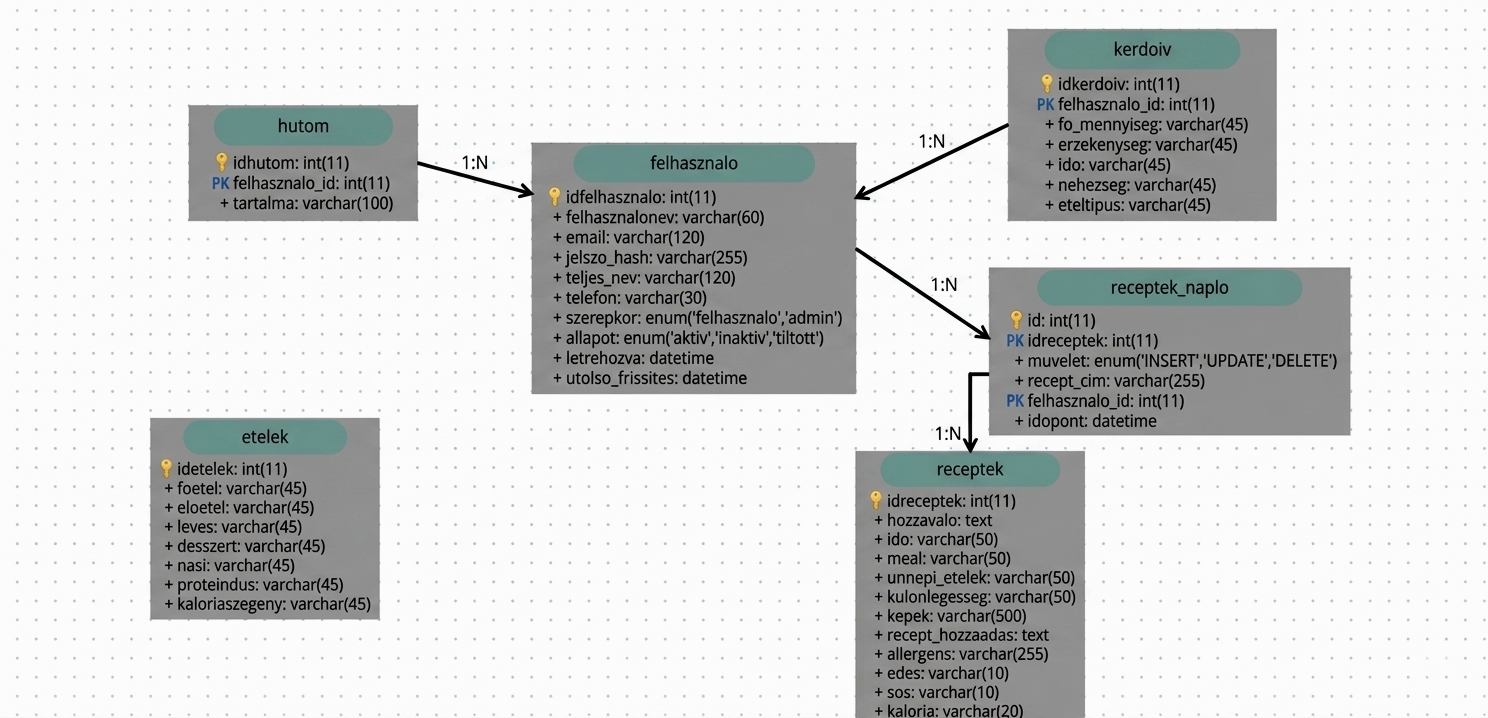 hutom
idhutom: int(11)
PK felhasznalo_id: int(11)
+ tartalma: varchar(100)
1:N
felhasznalo
idfelhasznalo: int(11)
+ felhasznalonev: varchar(60)
+ email: varchar(120)
+ jelszo_hash: varchar(255)
+ teljes_nev: varchar(120)
+ telefon: varchar(30)
+ szerepkor: enum('felhasznalo','admin')
+ allapot: enum('aktiv','inaktiv','tiltott')
+ letrehozva: datetime
+ utolso_frissites: datetime
1:N
kerdoiv
idkerdoiv: int(11)
PK felhasznalo_id: int(11)
+ fo_mennyiseg: varchar(45)
+ erzekenyseg: varchar(45)
+ ido: varchar(45)
+ nehezseg: varchar(45)
+ eteltipus: varchar(45)
1:N
receptek_naplo
id: int(11)
PK idreceptek: int(11)
+ muvelet: enum('INSERT','UPDATE','DELETE')
+ recept_cim: varchar(255)
PK felhasznalo_id: int(11)
+ idopont: datetime
1:N
etelek
idetelek: int(11)
+ foetel: varchar(45)
+ eloetel: varchar(45)
+ leves: varchar(45)
+ desszert: varchar(45)
+ nasi: varchar(45)
+ proteindus: varchar(45)
+ kaloriaszegeny: varchar(45)
receptek
idreceptek: int(11)
+ hozzavalo: text
+ ido: varchar(50)
+ meal: varchar(50)
+ unnepi_etelek: varchar(50)
+ kulonlegesseg: varchar(50)
+ kepek: varchar(500)
+ recept_hozzaadas: text
+ allergens: varchar(255)
+ edes: varchar(10)
+ sos: varchar(10)
+ kaloria: varchar(20)